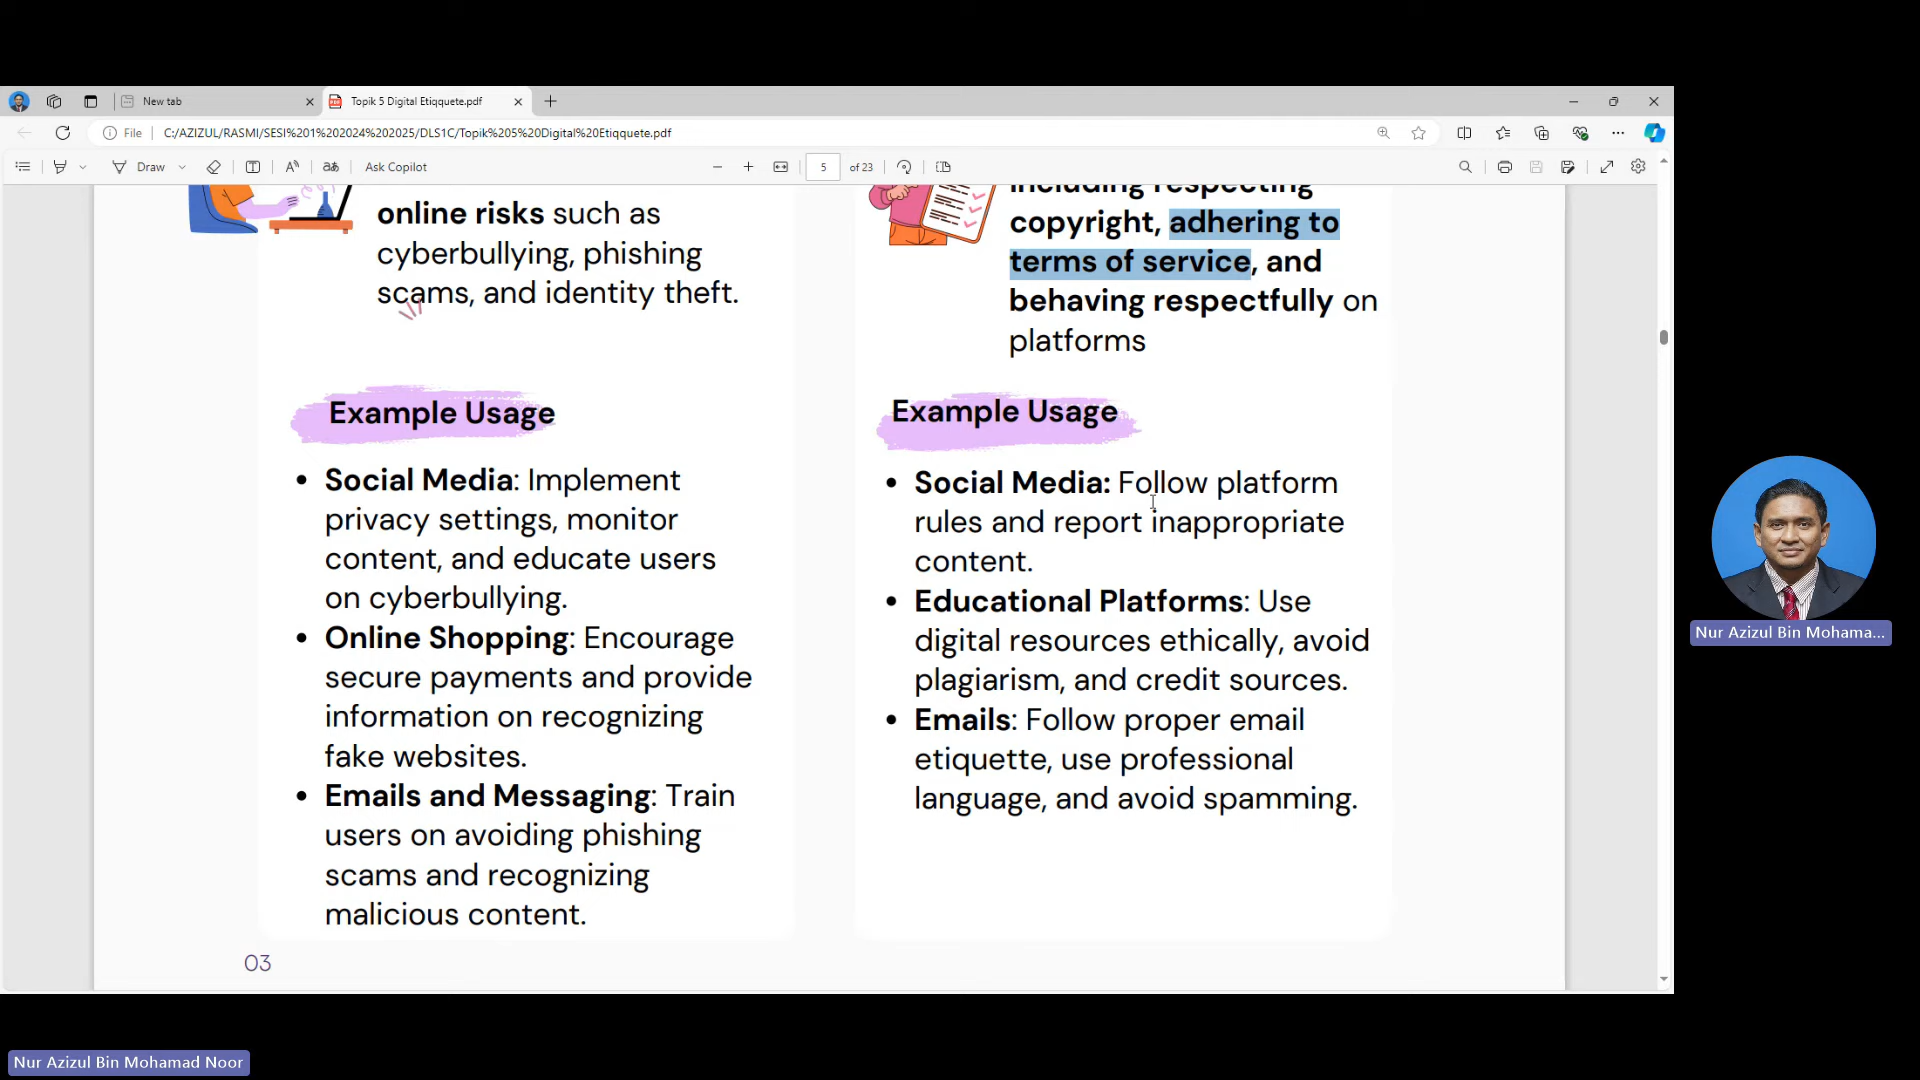 New tab
Topik 5 Digital Etiqquete.pdf
File
C:/AZIZUL/RASMI/SESI%201%202024%202025/DLS1C/Topik%205%20Digital%20Etiqquete.pdf
Draw
Ask Copilot
5 of 23
online risks such as
cyberbullying, phishing
scams, and identity theft.
Example Usage
• Social Media: Implement
privacy settings, monitor
content, and educate users
on cyberbullying.
• Online Shopping: Encourage
secure payments and provide
information on recognizing
fake websites.
• Emails and Messaging: Train
users on avoiding phishing
scams and recognizing
malicious content.
03
including respecting
copyright, adhering to
terms of service, and
behaving respectfully on
platforms
Example Usage
• Social Media: Follow platform
rules and report inappropriate
content.
• Educational Platforms: Use
digital resources ethically, avoid
plagiarism, and credit sources.
• Emails: Follow proper email
etiquette, use professional
language, and avoid spamming.
Nur Azizul Bin Mohama...
Nur Azizul Bin Mohamad Noor